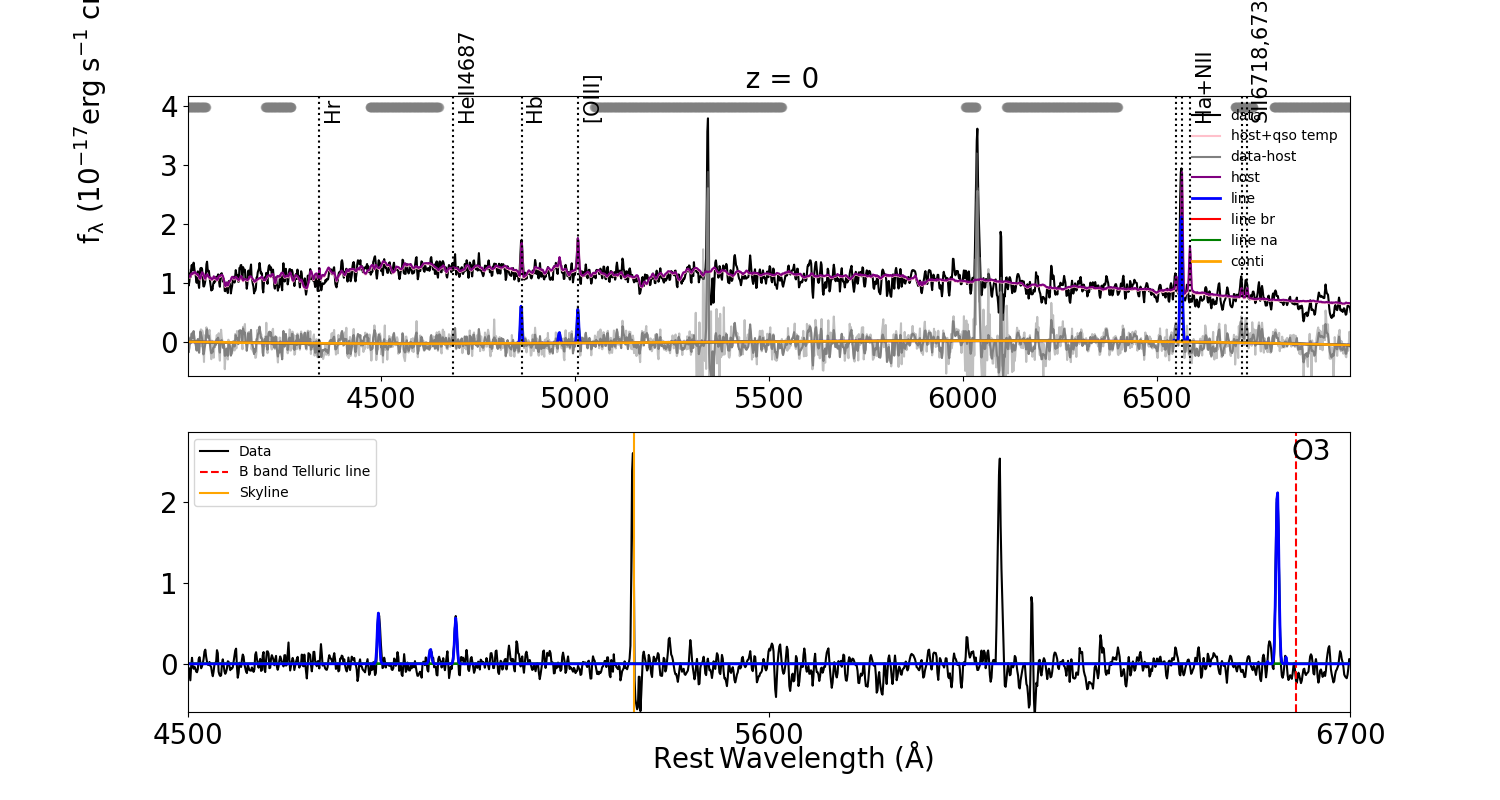 z = 0
fλ (10−17erg s−1 c
4
3
2
1
0
Hr
HeII4687
Hb
[OIII]
Ha+NII
SII6718,673
data
host+qso temp
data-host
host
line
line br
line na
conti
4500 5000 5500 6000 6500
Data
B band Telluric line
Skyline
O3
2
1
0
4500 5600 6700
Rest Wavelength (Å)